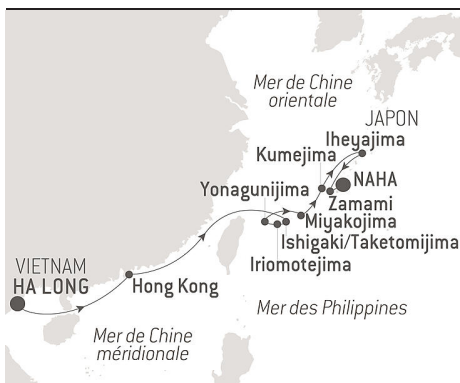 Mer de Chine
orientale
JAPON
Iheyajima
Kumejima
NAHA
Yonagunijima
Zamami
Miyakojima
Ishigaki/Taketomijima
Iriomotejima
VIETNAM
HA LONG
Hong Kong
Mer des Philippines
Mer de Chine
méridionale